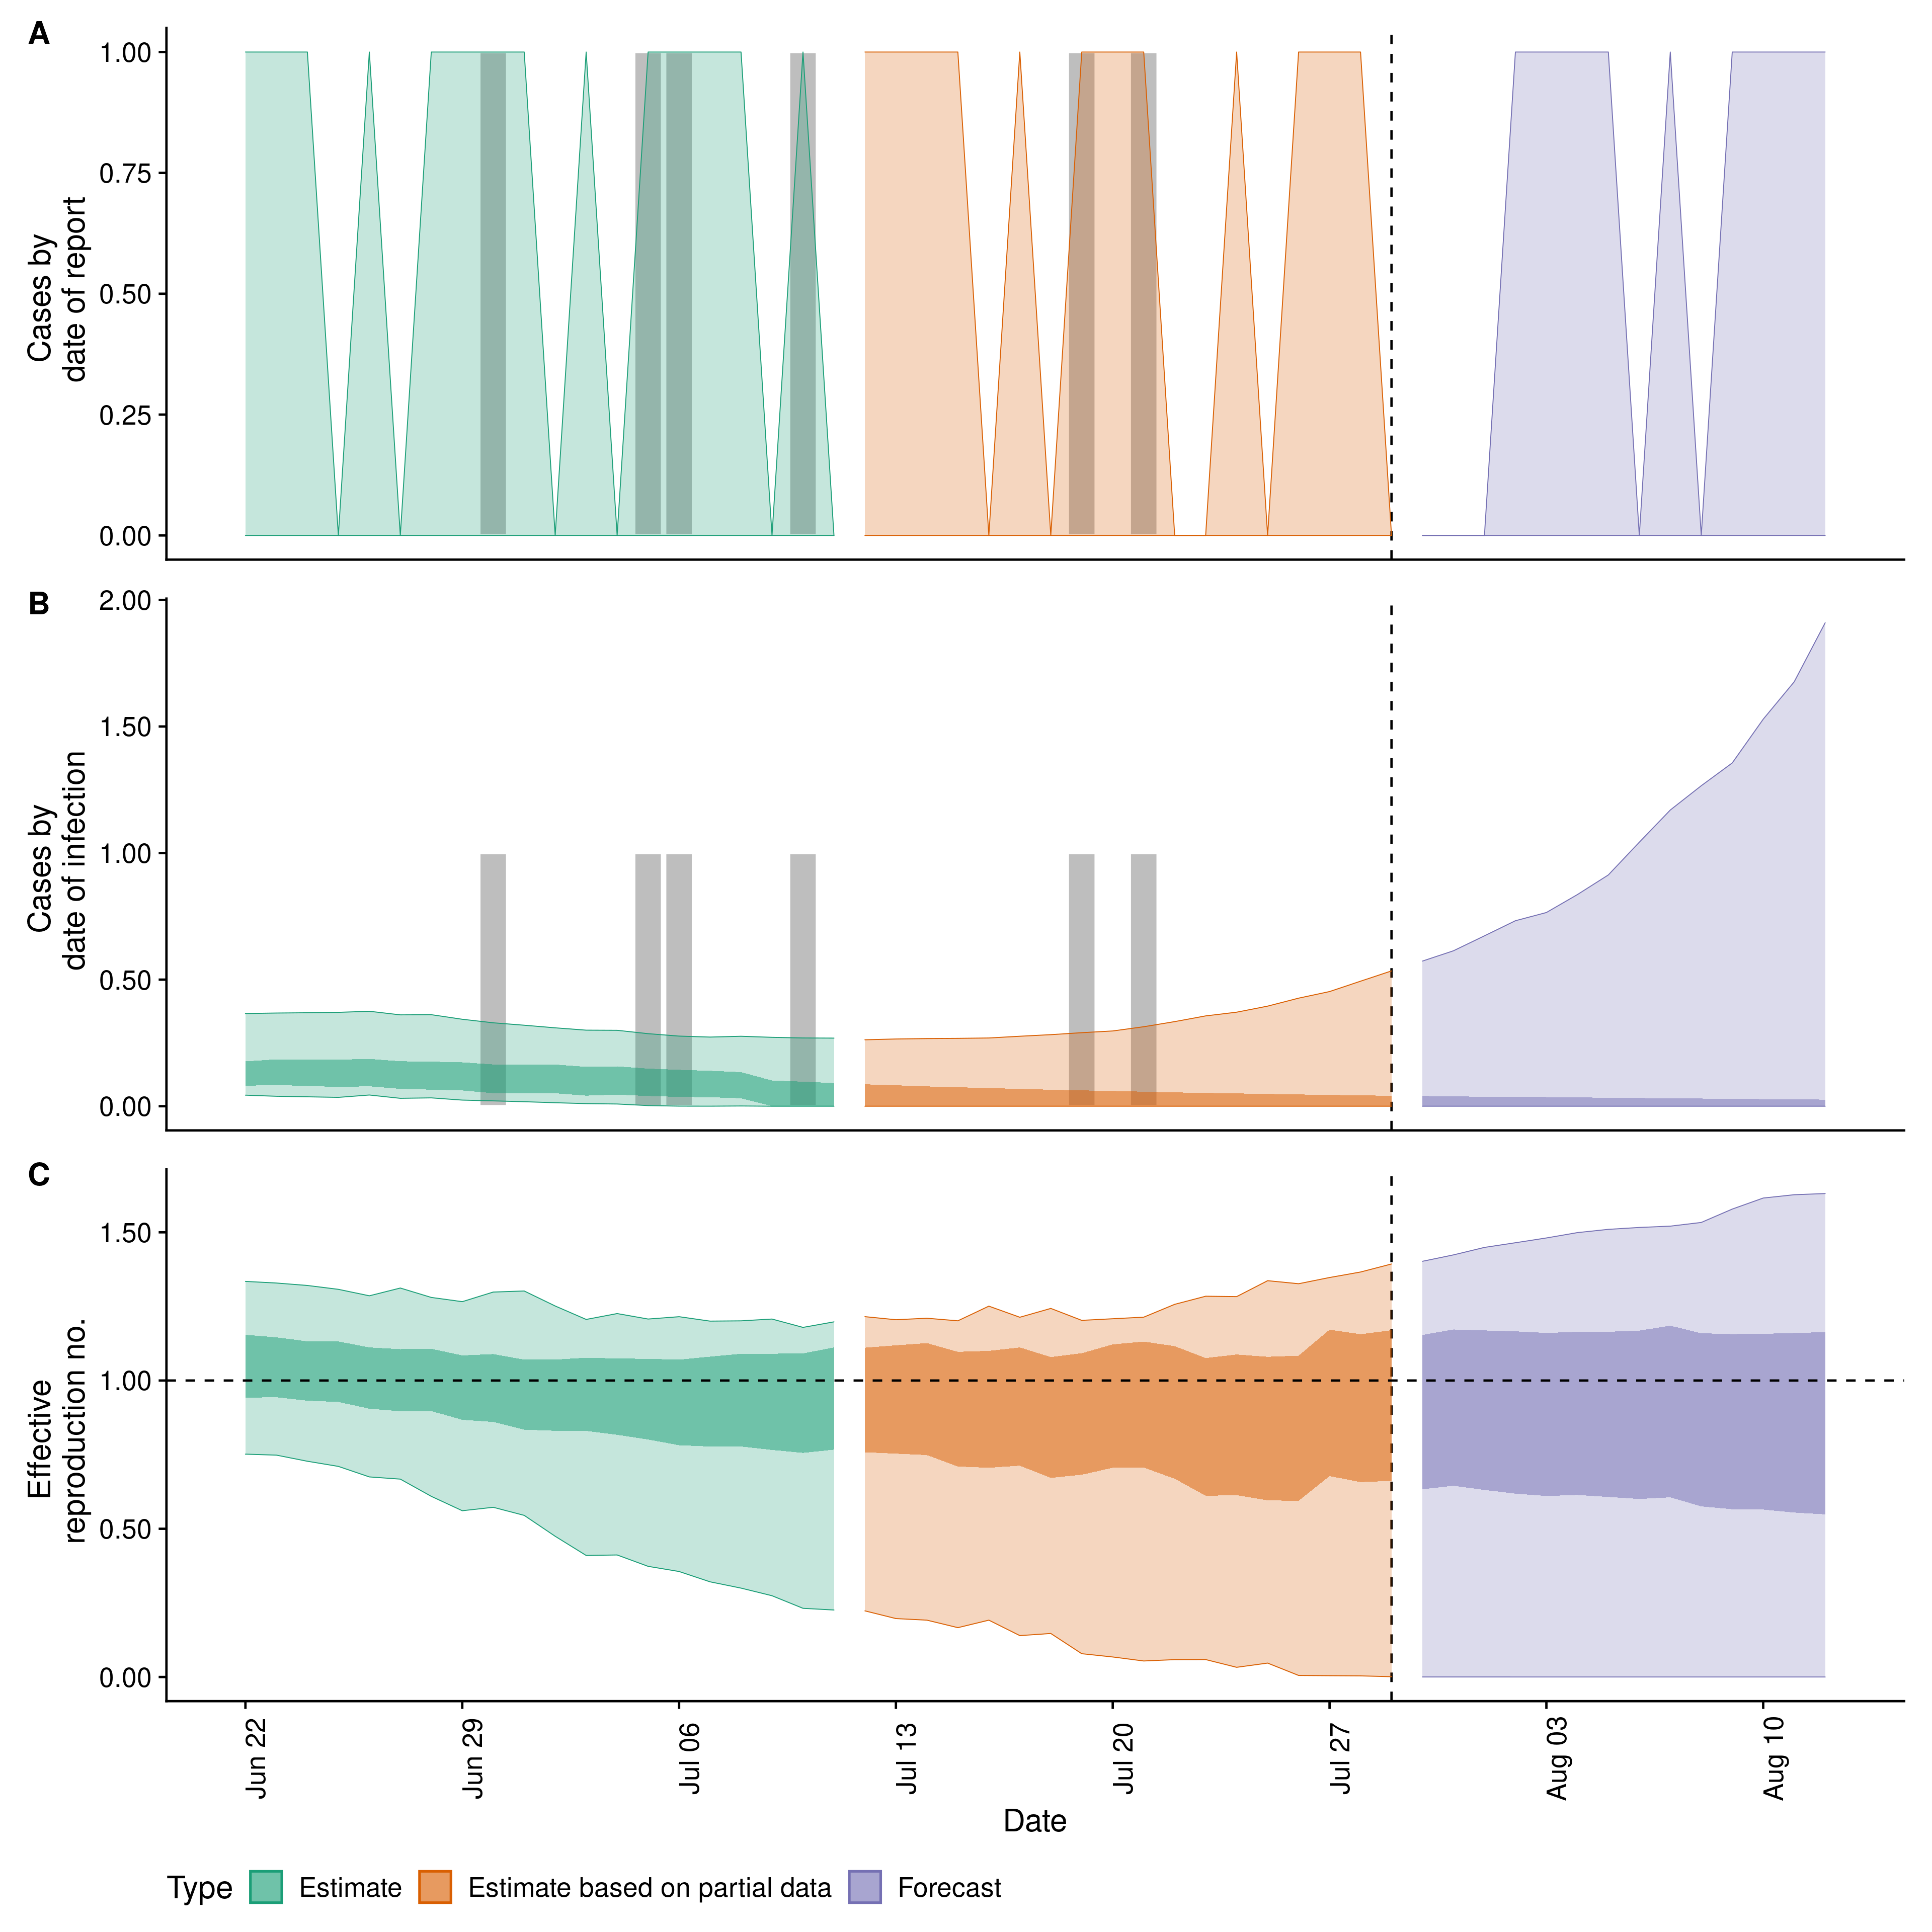 A
1.00
0.75
0.50
0.25
0.00
Cases by
date of report
B
2.00
1.50
1.00
0.50
0.00
Cases by
date of infection
C
1.50
1.00
0.50
0.00
Effective
reproduction no.
Jun 22
Jun 29
Jul 06
Jul 13
Jul 20
Jul 27
Aug 03
Aug 10
Date
Type Estimate Estimate based on partial data Forecast